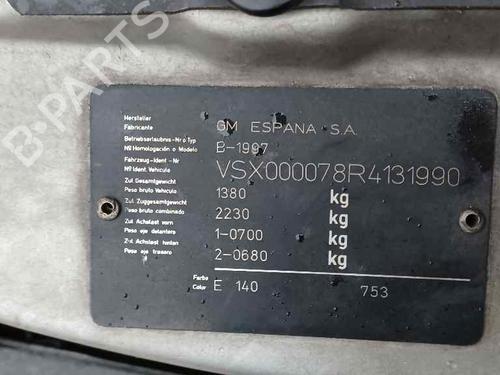 Hersteller
Fabricante
GM ESPANA S.A.
Betriebserlaubnis-Nr o Typ
Nº Homologación o Modelo
B-1997
Fahrzeug-Ident-Nr
Nº Ident. Vehiculo
VSX000078R4131990
Zul Gesamtgewicht
Peso bruto Vehiculo
1380 kg
Zul. Zuggesamtgewicht
Peso bruto combinado
2230 kg
Zul Achslast vorn
Peso eje delantero
1-0700 kg
Zul. Achslast hinten
Peso eje trasero
2-0680 kg
Farbe
Color
E 140 753
B-PARTS